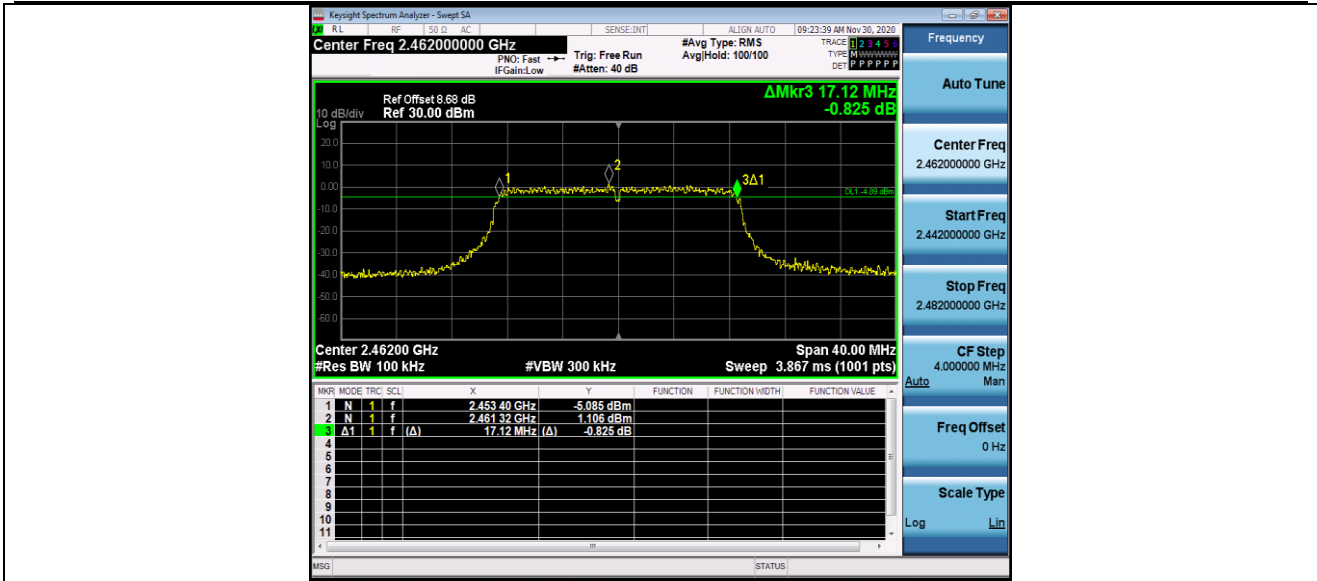 Keysight Spectrum Analyzer - Swept SA
RL RF 50 Ω AC SENSE:INT ALIGN AUTO 09:23:39 AM Nov 30, 2020
Center Freq 2.462000000 GHz
PNO: Fast
IFGain:Low
Trig: Free Run
#Atten: 40 dB
#Avg Type: RMS
Avg|Hold: 100/100
TRACE 1 2 3 4 5 6
TYPE M W W W W W
DET P P P P P P
Frequency
ΔMkr3 17.12 MHz
-0.825 dB
Ref Offset 8.68 dB
10 dB/div Ref 30.00 dBm
Log
20.0
10.0
0.00
-10.0
-20.0
-30.0
-40.0
-50.0
-60.0
1
2
3Δ1
DL1 -4.89 dBm
Center 2.46200 GHz Span 40.00 MHz
#Res BW 100 kHz #VBW 300 kHz Sweep 3.867 ms (1001 pts)
MKR MODE TRC SCL X Y FUNCTION FUNCTION WIDTH FUNCTION VALUE
1 N 1 f 2.453 40 GHz -5.085 dBm
2 N 1 f 2.461 32 GHz 1.106 dBm
3 Δ1 1 f (Δ) 17.12 MHz (Δ) -0.825 dB
4
5
6
7
8
9
10
11
MSG STATUS
Auto Tune
Center Freq
2.462000000 GHz
Start Freq
2.442000000 GHz
Stop Freq
2.482000000 GHz
CF Step
4.000000 MHz
Auto Man
Freq Offset
0 Hz
Scale Type
Log Lin